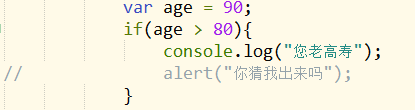 var age = 90;
if(age > 80){
console.log("您老高寿");
// alert("你猜我出来吗");
}